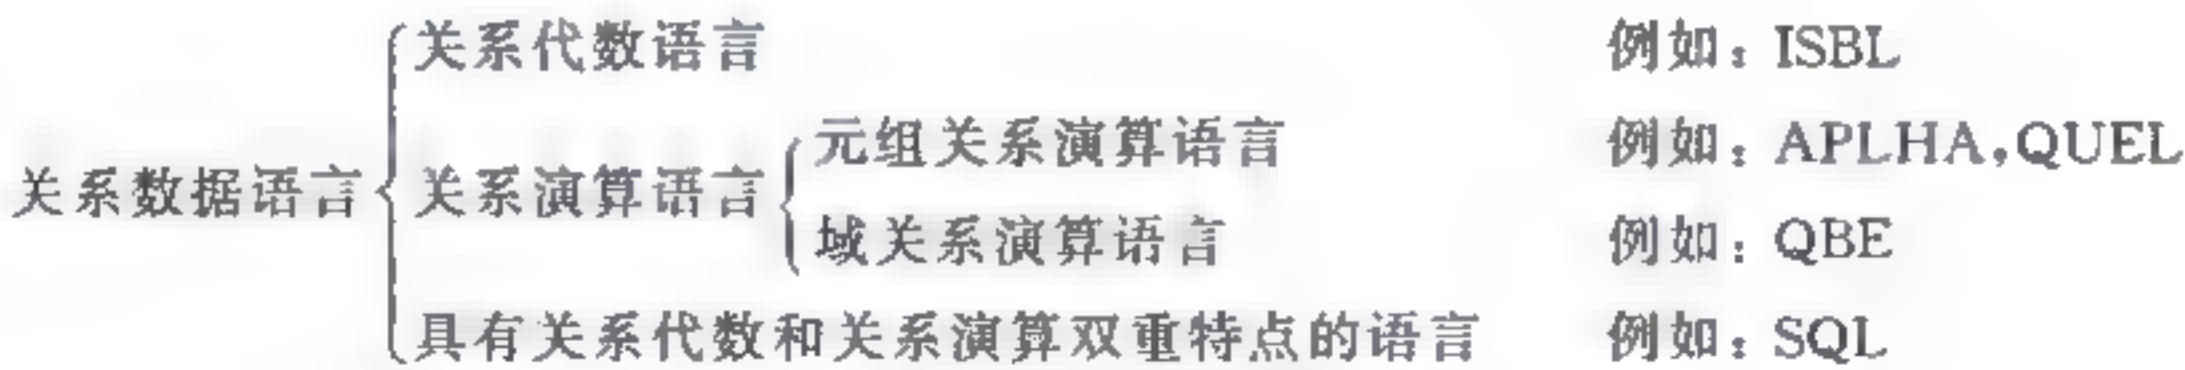 关系代数语言 例如：ISBL
元组关系演算语言 例如：APLHA，QUEL
关系数据语言 关系演算语言
域关系演算语言 例如：QBE
具有关系代数和关系演算双重特点的语言 例如：SQL